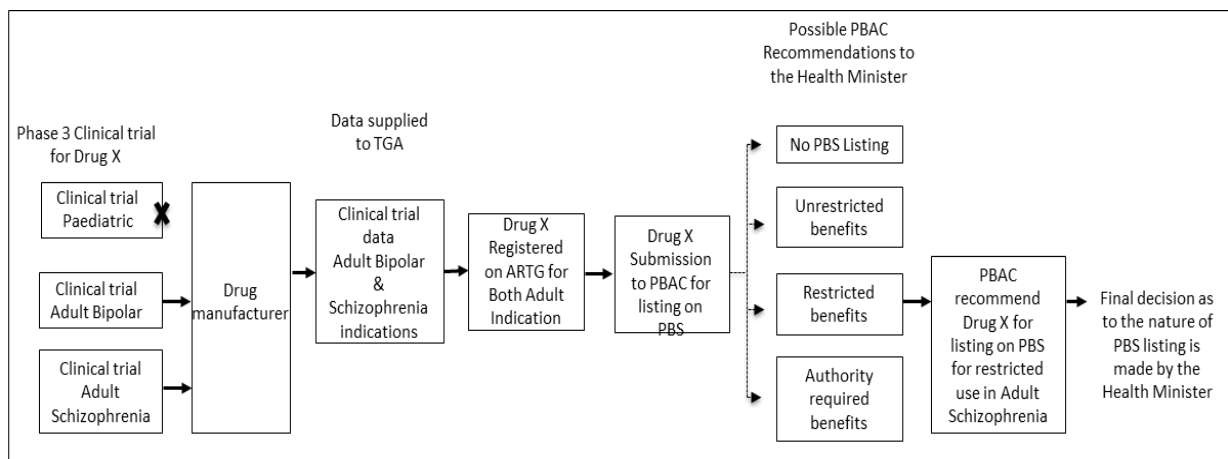 Possible PBAC
Recommendations to
the Health Minister
Phase 3 Clinical trial
for Drug X
Data supplied
to TGA
Clinical trial
Paediatric
Clinical trial
Adult Bipolar
Clinical trial
Adult
Schizophrenia
Drug
manufacturer
Clinical trial
data
Adult Bipolar
&
Schizophrenia
indications
Drug X
Registered
on ARTG for
Both Adult
Indication
Drug X
Submission
to PBAC for
listing on
PBS
No PBS Listing
Unrestricted
benefits
Restricted
benefits
Authority
required
benefits
PBAC
recommend
Drug X for
listing on PBS
for restricted
use in Adult
Schizophrenia
Final decision as
to the nature of
PBS listing is
made by the
Health Minister